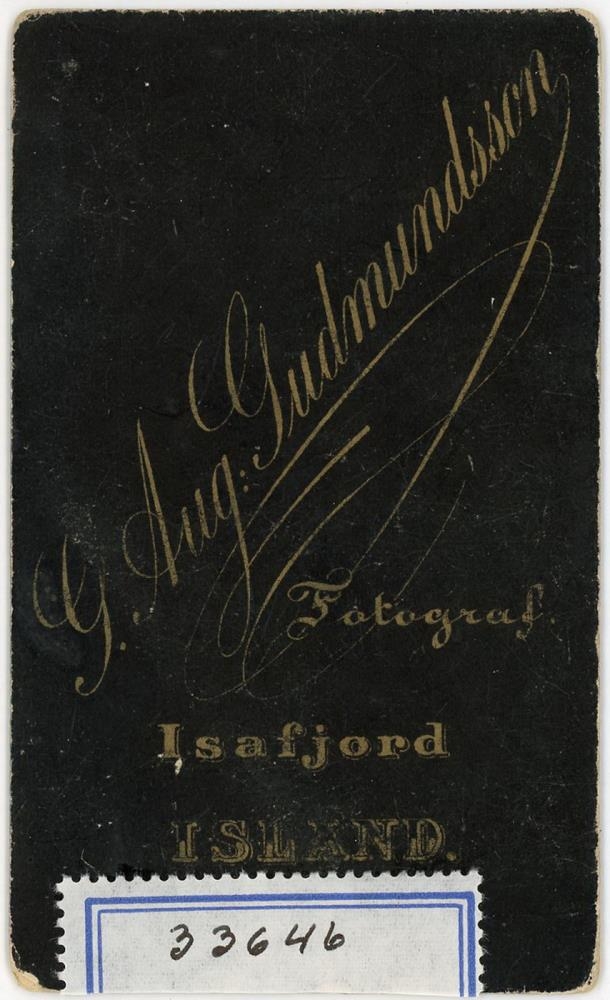 G. Aug: Gudmundsson
Fotograf.
Isafjord
ISLAND.
33646